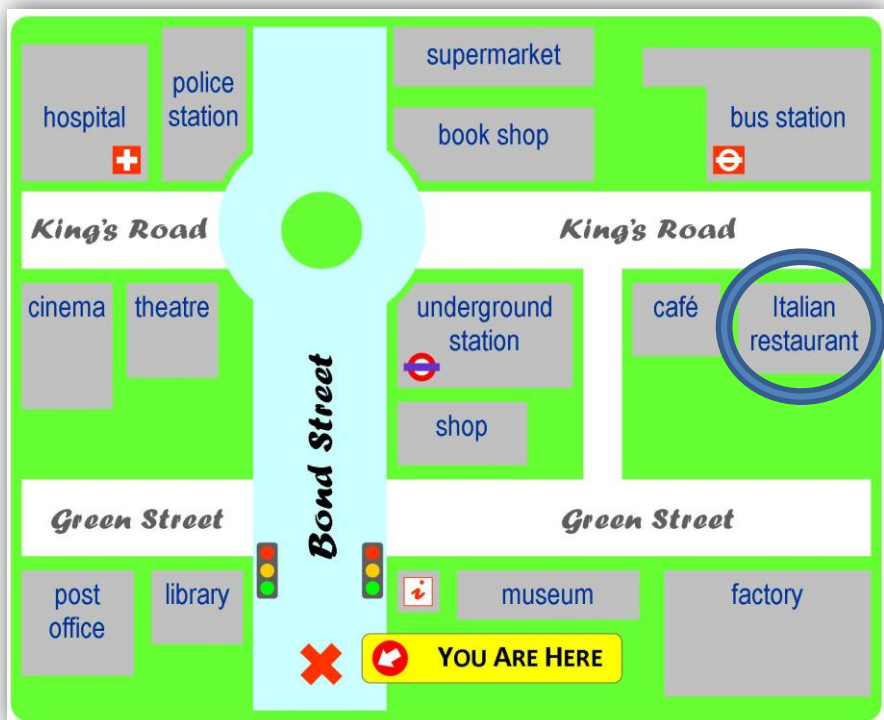 hospital
police
station
supermarket
book shop
bus station
King's Road
King's Road
cinema
theatre
underground
station
café
Italian
restaurant
shop
Bond Street
Green Street
Green Street
post
office
library
i
museum
factory
YOU ARE HERE